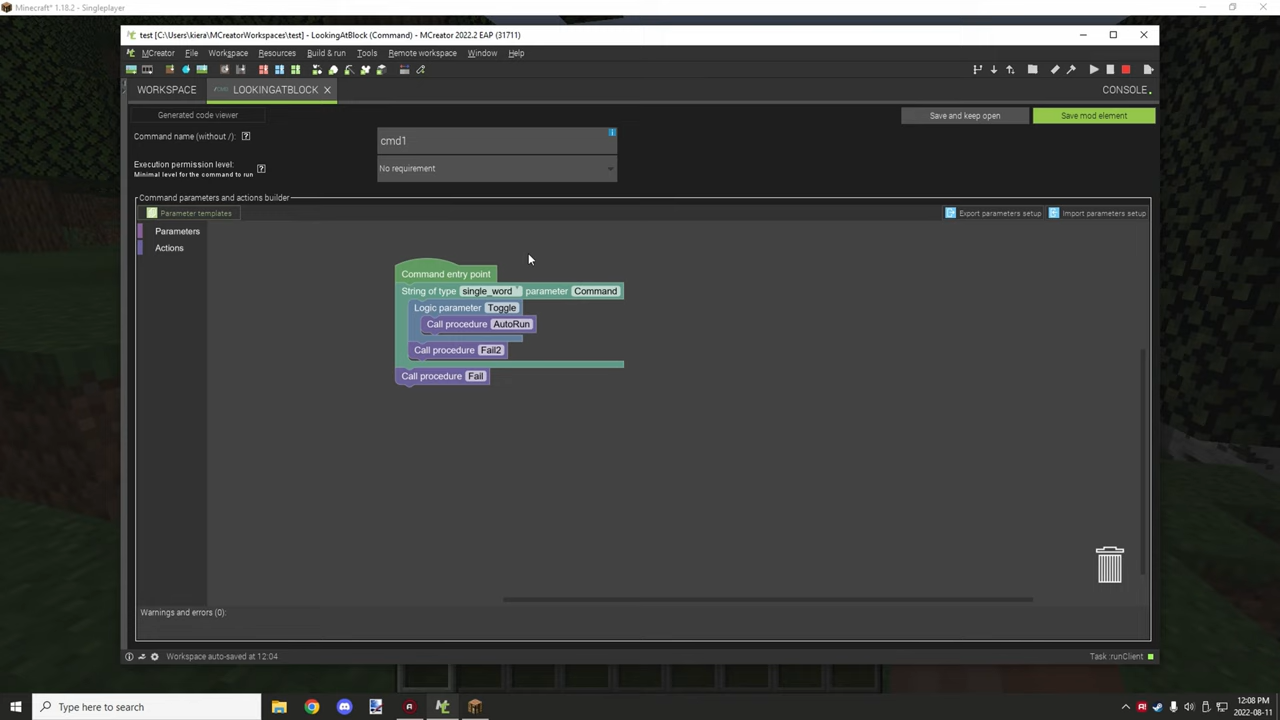 Minecraft* 1.18.2 - Singleplayer
test [C:\Users\kiera\MCreatorWorkspaces\test] - LookingAtBlock (Command) - MCreator 2022.2 EAP (31711)
MCreator File Workspace Resources Build & run Tools Remote workspace Window Help
WORKSPACE LOOKINGATBLOCK CONSOLE
Generated code viewer Save and keep open Save mod element
Command name (without /): [?] cmd1
Execution permission level: [?] No requirement
Minimal level for the command to run
Command parameters and actions builder
Parameter templates Export parameters setup Import parameters setup
Parameters
Actions
Command entry point
String of type single_word parameter Command
Logic parameter Toggle
Call procedure AutoRun
Call procedure Fail2
Call procedure Fail
Warnings and errors (0):
Workspace auto-saved at 12:04 Task :runClient
Type here to search
12:08 PM
2022-08-11